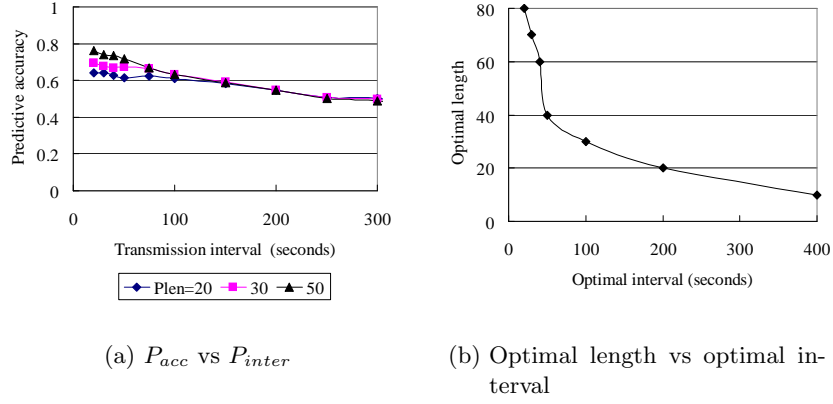 1
0.8
0.6
0.4
0.2
0
Predictive accuracy
0 100 200 300
Transmission interval (seconds)
Plen=20 30 50
(a) P_acc vs P_inter
80
60
40
20
0
Optimal length
0 100 200 300 400
Optimal interval (seconds)
(b) Optimal length vs optimal in-
terval